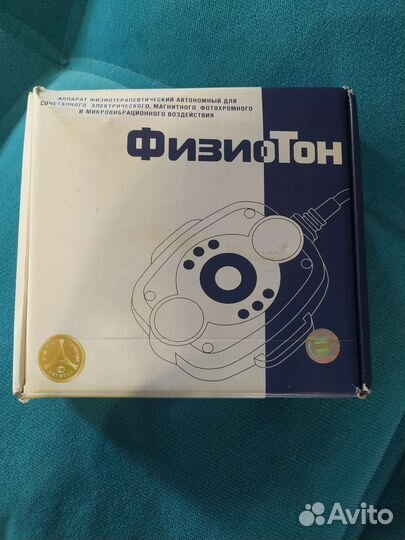 АППАРАТ ФИЗИОТЕРАПЕВТИЧЕСКИЙ АВТОНОМНЫЙ ДЛЯ
СОЧЕТАННОГО ЭЛЕКТРИЧЕСКОГО, МАГНИТНОГО, ФОТОХРОМНОГО
И МИКРОВИБРАЦИОННОГО ВОЗДЕЙСТВИЯ
ФизиоТон
Avito